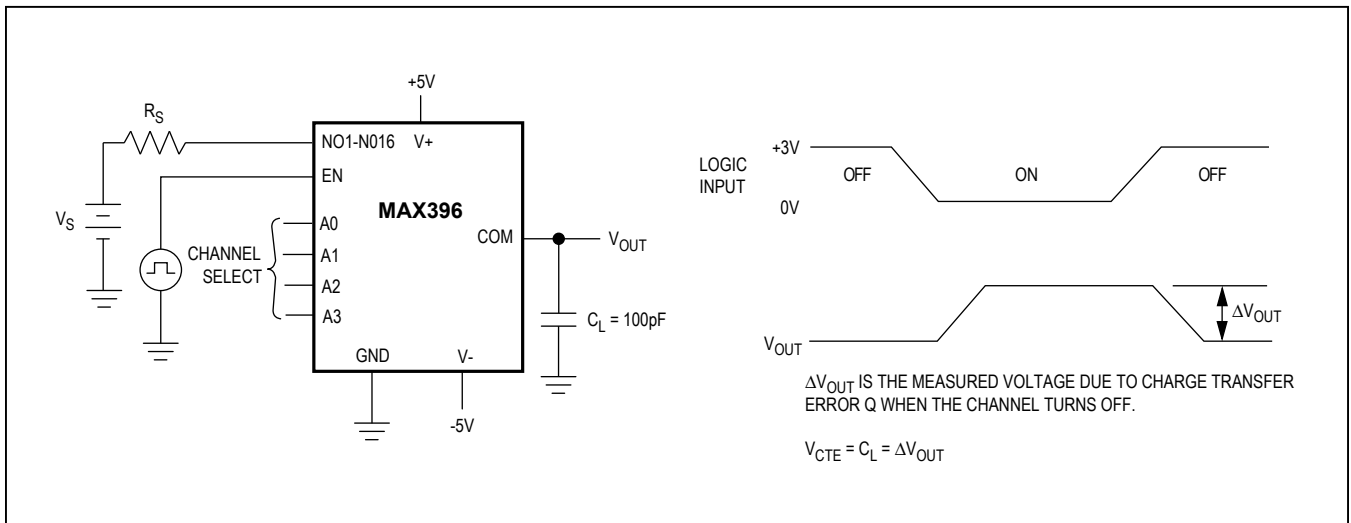 +5V
RS
NO1-N016 V+
EN
MAX396
VS
A0
CHANNEL
SELECT
A1
A2
A3
COM
VOUT
CL = 100pF
GND
V-
-5V
LOGIC
INPUT
+3V
0V
OFF
ON
OFF
VOUT
ΔVOUT
ΔVOUT IS THE MEASURED VOLTAGE DUE TO CHARGE TRANSFER
ERROR Q WHEN THE CHANNEL TURNS OFF.
VCTE = CL = ΔVOUT